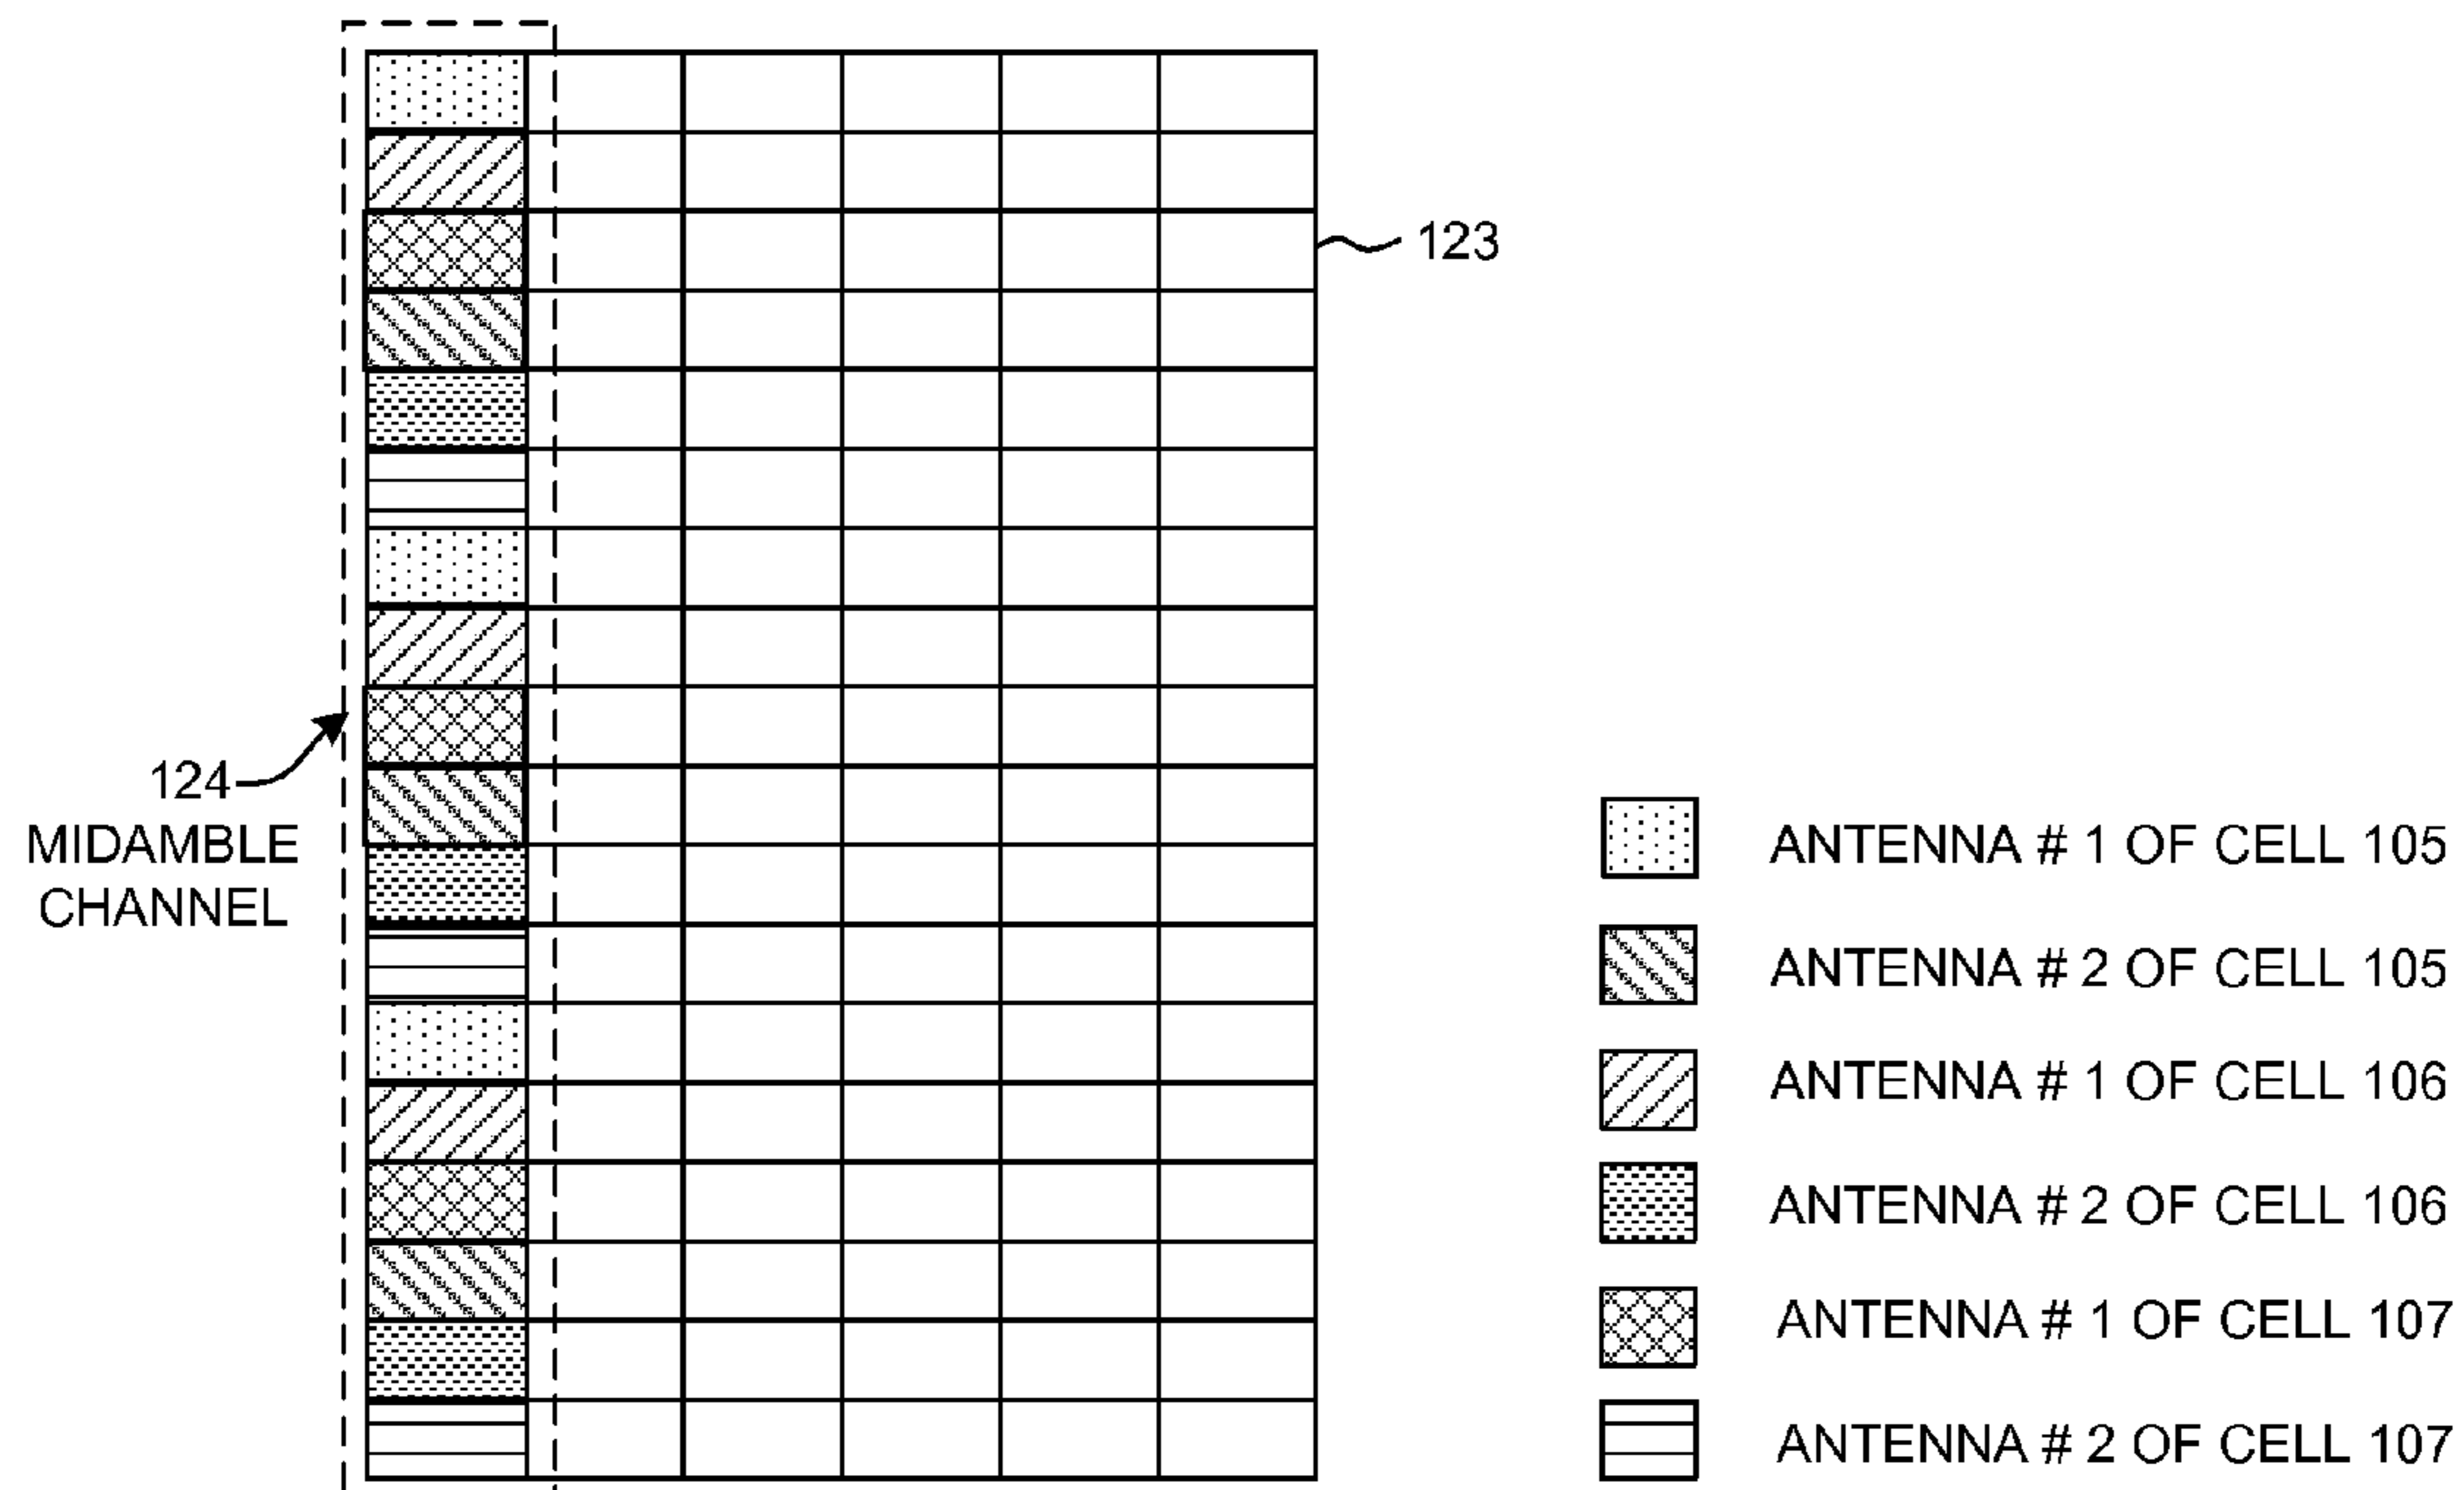 123
124
MIDAMBLE
CHANNEL
ANTENNA # 1 OF CELL 105
ANTENNA # 2 OF CELL 105
ANTENNA # 1 OF CELL 106
ANTENNA # 2 OF CELL 106
ANTENNA # 1 OF CELL 107
ANTENNA # 2 OF CELL 107